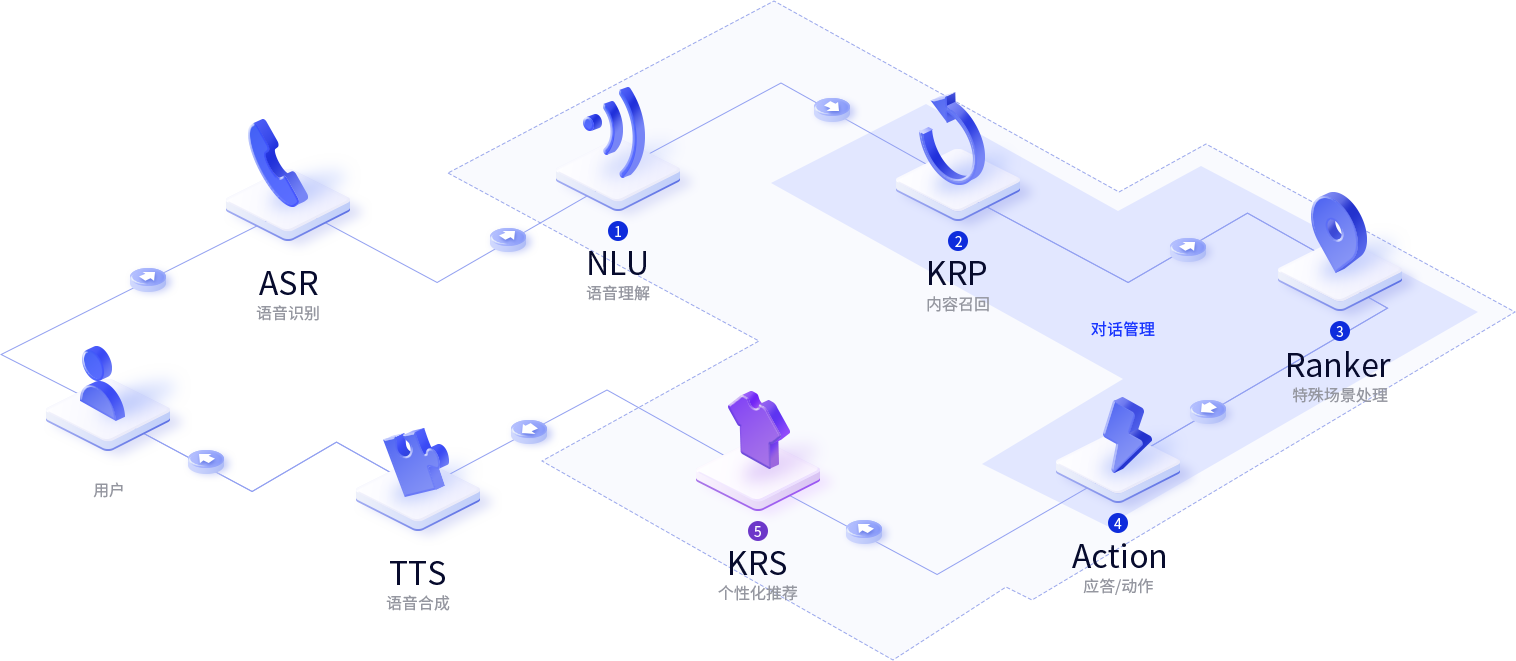 ASR
语音识别
1
NLU
语音理解
2
KRP
内容召回
对话管理
3
Ranker
特殊场景处理
4
Action
应答/动作
5
KRS
个性化推荐
TTS
语音合成
用户